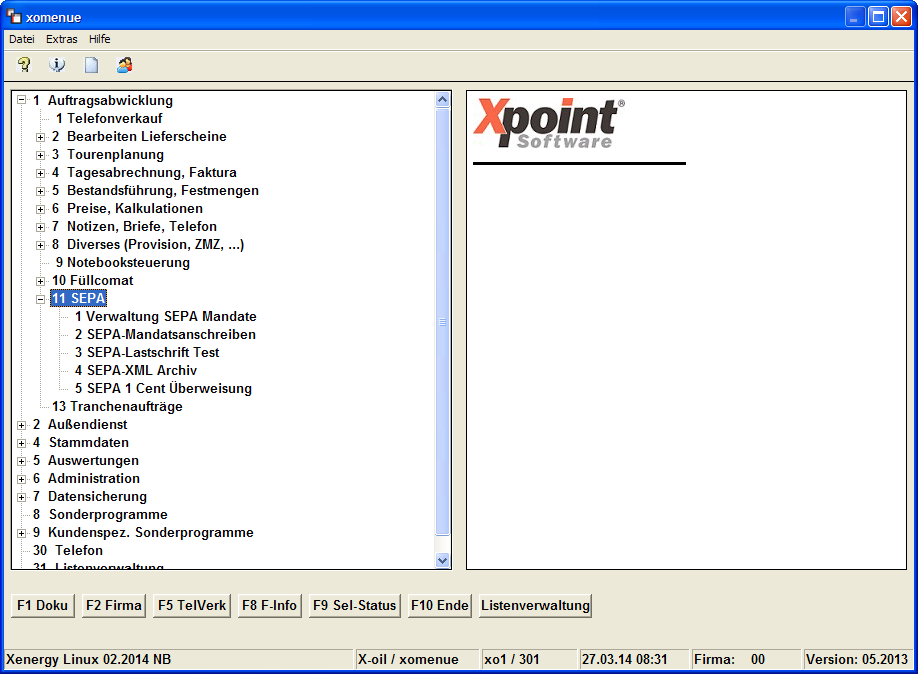 xomenue
Datei Extras Hilfe
1 Auftragsabwicklung
1 Telefonverkauf
2 Bearbeiten Lieferscheine
3 Tourenplanung
4 Tagesabrechnung, Faktura
5 Bestandsführung, Festmengen
6 Preise, Kalkulationen
7 Notizen, Briefe, Telefon
8 Diverses (Provision, ZMZ, ...)
9 Notebooksteuerung
10 Füllcomat
11 SEPA
1 Verwaltung SEPA Mandate
2 SEPA-Mandatsanschreiben
3 SEPA-Lastschrift Test
4 SEPA-XML Archiv
5 SEPA 1 Cent Überweisung
13 Tranchenaufträge
2 Außendienst
4 Stammdaten
5 Auswertungen
6 Administration
7 Datensicherung
8 Sonderprogramme
9 Kundenspez. Sonderprogramme
30 Telefon
31 Listenverwaltung
Xpoint®
Software
F1 Doku F2 Firma F5 TelVerk F8 F-Info F9 Sel-Status F10 Ende Listenverwaltung
Xenergy Linux 02.2014 NB X-oil / xomenue xo1 / 301 27.03.14 08:31 Firma: 00 Version: 05.2013